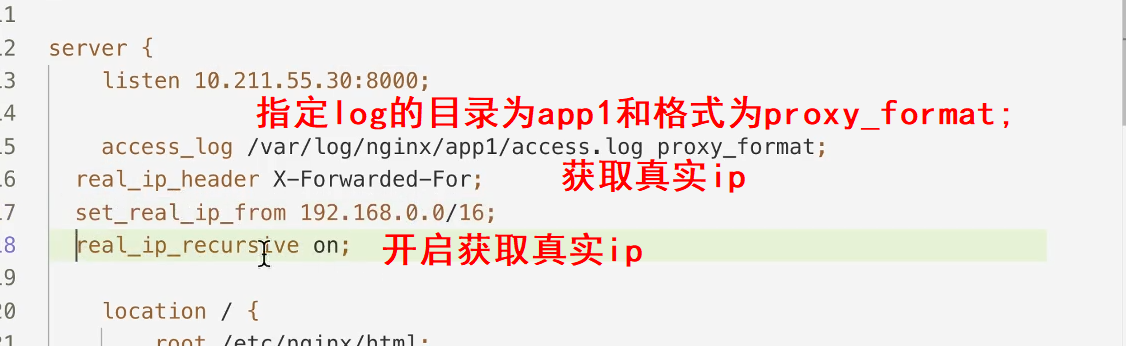 11
12 server {
13 listen 10.211.55.30:8000;
14 指定log的目录为app1和格式为proxy_format;
15 access_log /var/log/nginx/app1/access.log proxy_format;
16 real_ip_header X-Forwarded-For; 获取真实ip
17 set_real_ip_from 192.168.0.0/16;
18 real_ip_recursive on; 开启获取真实ip
19
20 location / {
21 root /etc/nginx/html;